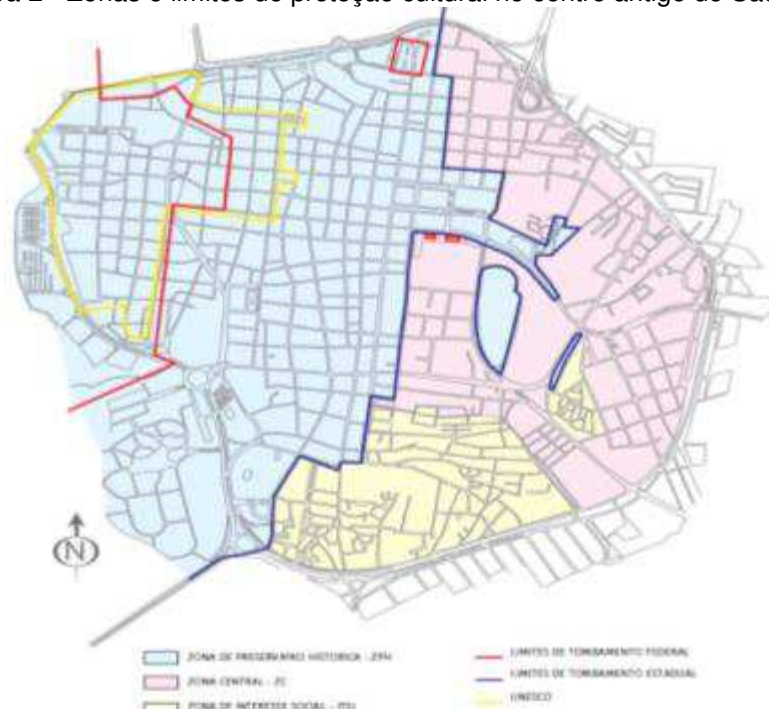 Zonas e limites de proteção cultural no centro antigo de
N
ZONA DE PRESERVAÇÃO HISTÓRICA - ZPH
ZONA CENTRAL - ZC
ZONA DE INTERESSE SOCIAL - ZIS
LIMITES DE TOMBAMENTO FEDERAL
LIMITES DE TOMBAMENTO ESTADUAL
UNESCO